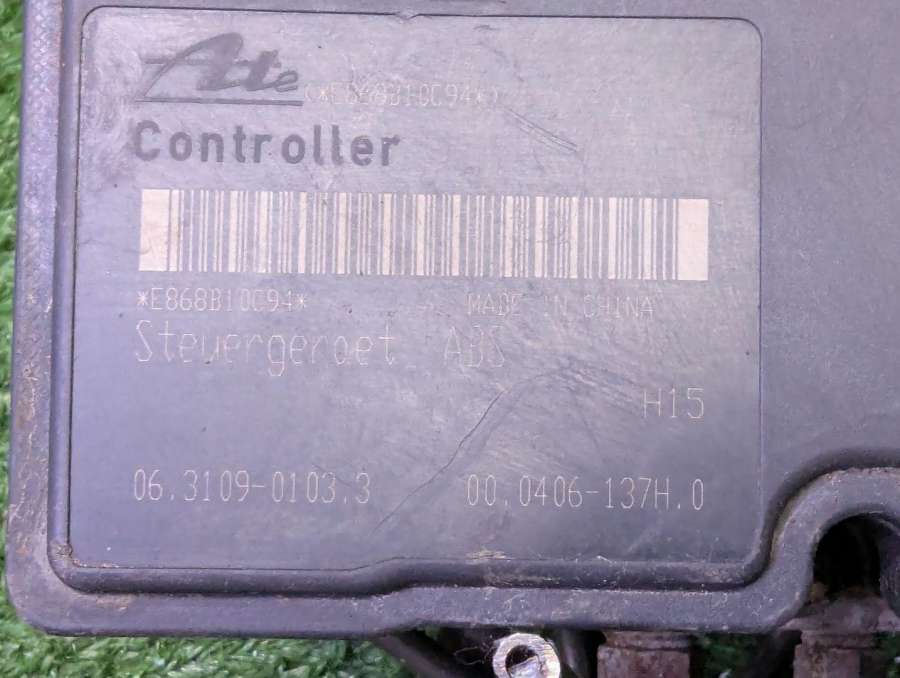 Ate (*E868B10C94*)
Controller
*E868B10C94* MADE IN CHINA
Steuergeraet ABS
H15
06.3109-0103.3 00.0406-137H.0